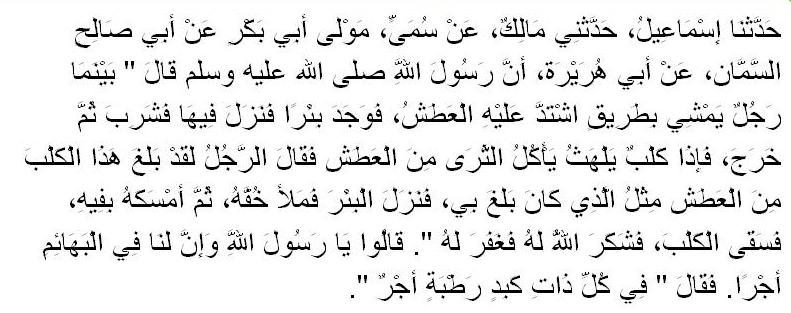 حَدَّثَنَا إِسْمَاعِيلُ، حَدَّثَنِي مَالِكٌ، عَنْ سُمَىٍّ، مَوْلَى أَبِي بَكْرٍ عَنْ أَبِي صَالِحٍ
السَّمَّانِ، عَنْ أَبِي هُرَيْرَةَ، أَنَّ رَسُولَ اللَّهِ صلى الله عليه وسلم قَالَ " بَيْنَمَا
رَجُلٌ يَمْشِي بِطَرِيقٍ اشْتَدَّ عَلَيْهِ الْعَطَشُ، فَوَجَدَ بِئْرًا فَنَزَلَ فِيهَا فَشَرِبَ ثُمَّ
خَرَجَ، فَإِذَا كَلْبٌ يَلْهَثُ يَأْكُلُ الثَّرَى مِنَ الْعَطَشِ فَقَالَ الرَّجُلُ لَقَدْ بَلَغَ هَذَا الْكَلْبَ
مِنَ الْعَطَشِ مِثْلُ الَّذِي كَانَ بَلَغَ بِي، فَنَزَلَ الْبِئْرَ فَمَلأَ خُفَّهُ، ثُمَّ أَمْسَكَهُ بِفِيهِ،
فَسَقَى الْكَلْبَ، فَشَكَرَ اللَّهُ لَهُ فَغَفَرَ لَهُ ". قَالُوا يَا رَسُولَ اللَّهِ وَإِنَّ لَنَا فِي الْبَهَائِمِ
أَجْرًا. فَقَالَ " فِي كُلِّ ذَاتِ كَبِدٍ رَطْبَةٍ أَجْرٌ ".